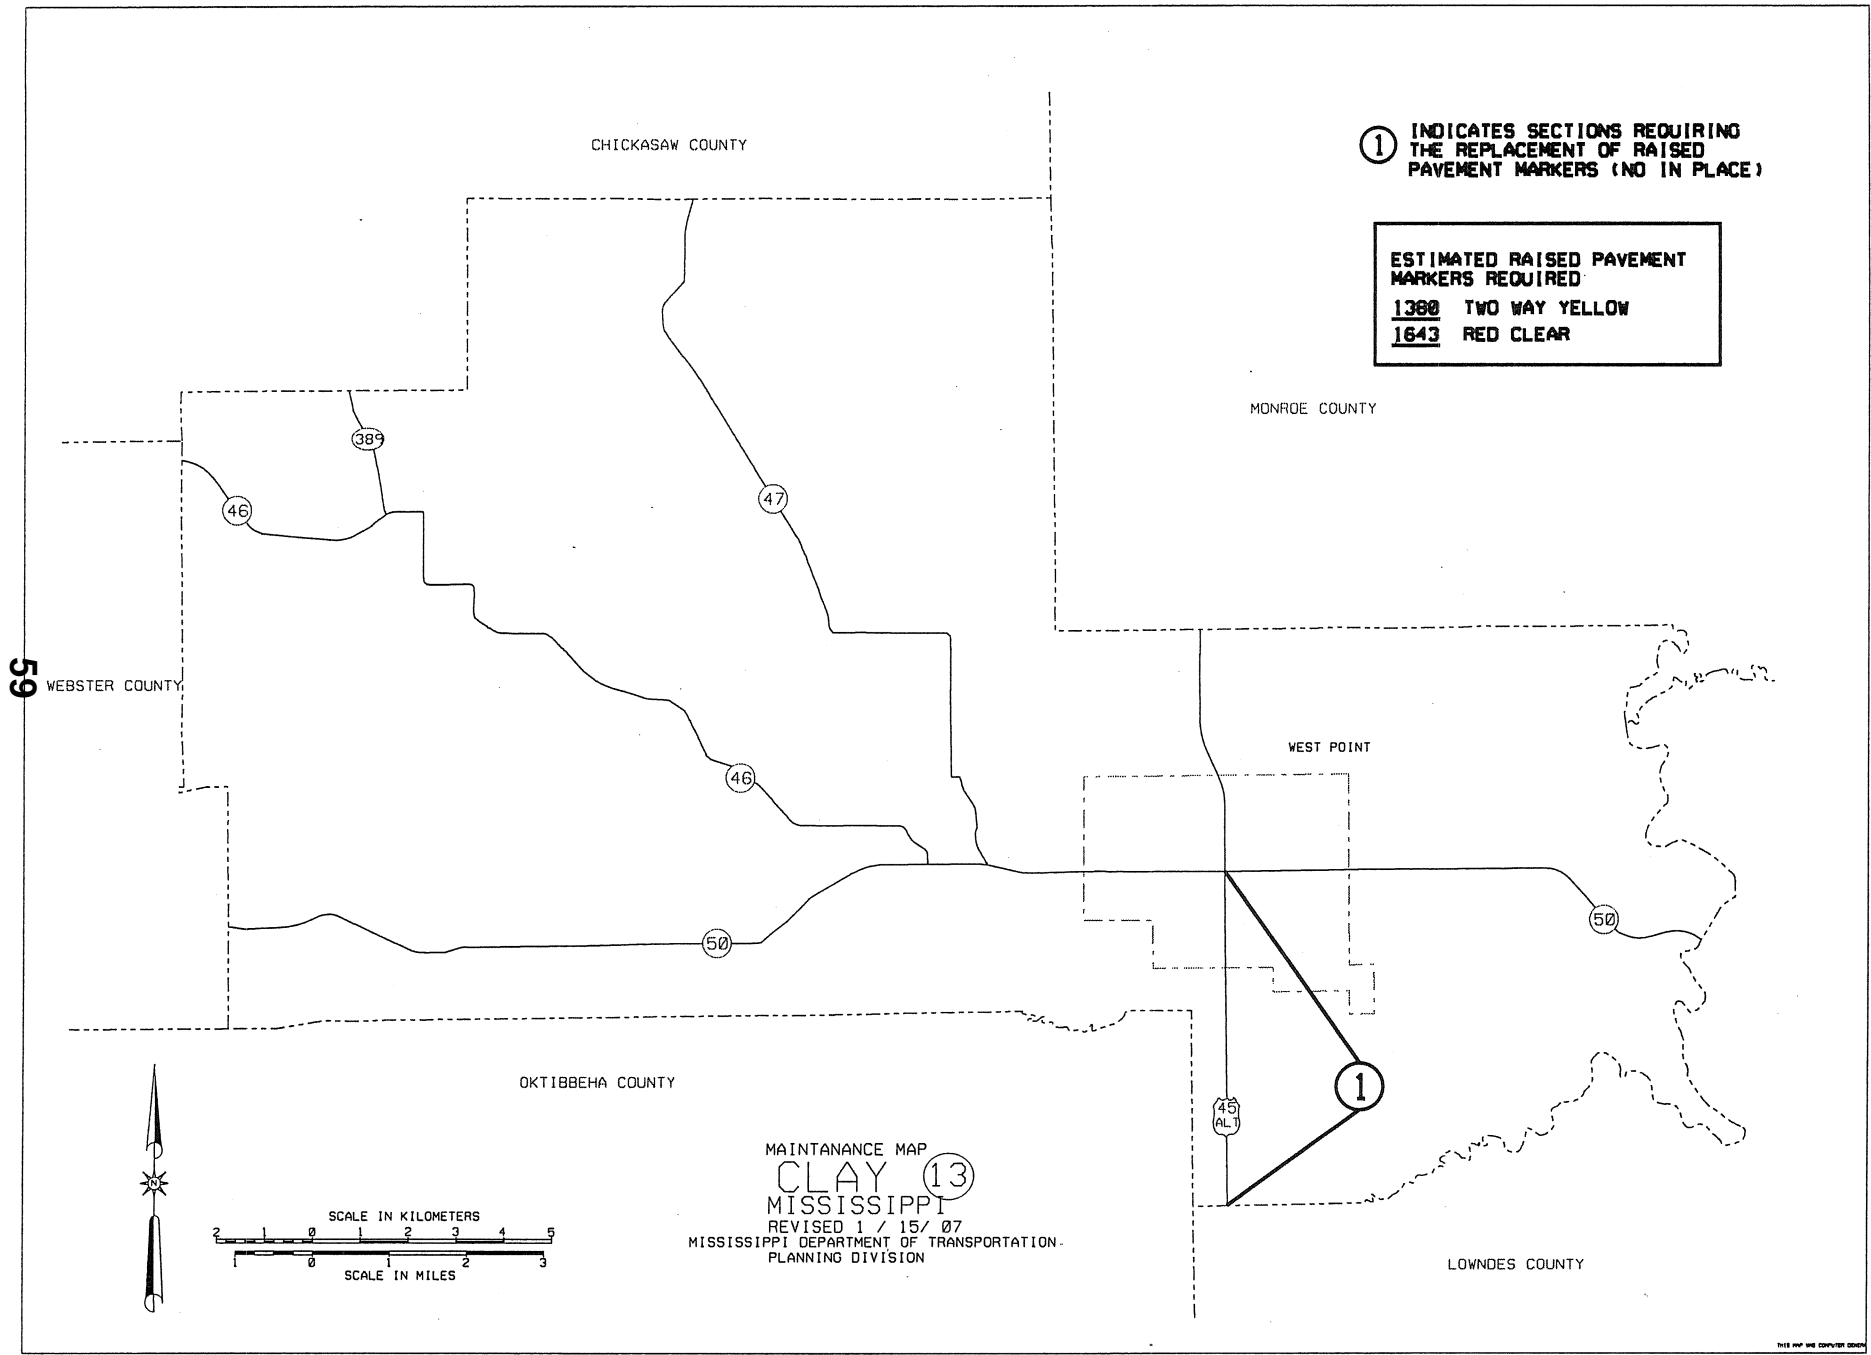 CHICKASAW COUNTY
1 INDICATES SECTIONS REQUIRING
THE REPLACEMENT OF RAISED
PAVEMENT MARKERS (NO IN PLACE)
ESTIMATED RAISED PAVEMENT
MARKERS REQUIRED
1380 TWO WAY YELLOW
1643 RED CLEAR
MONROE COUNTY
389
47
46
59
WEBSTER COUNTY
WEST POINT
46
50
50
OKTIBBEHA COUNTY
1
45
ALT
MAINTANANCE MAP
CLAY 13
MISSISSIPPI
REVISED 1 / 15/ 07
MISSISSIPPI DEPARTMENT OF TRANSPORTATION
PLANNING DIVISION
N
SCALE IN KILOMETERS
2 1 0 1 2 3 4 5
1 0 1 2 3
SCALE IN MILES
LOWNDES COUNTY
THIS MAP WAS COMPUTER